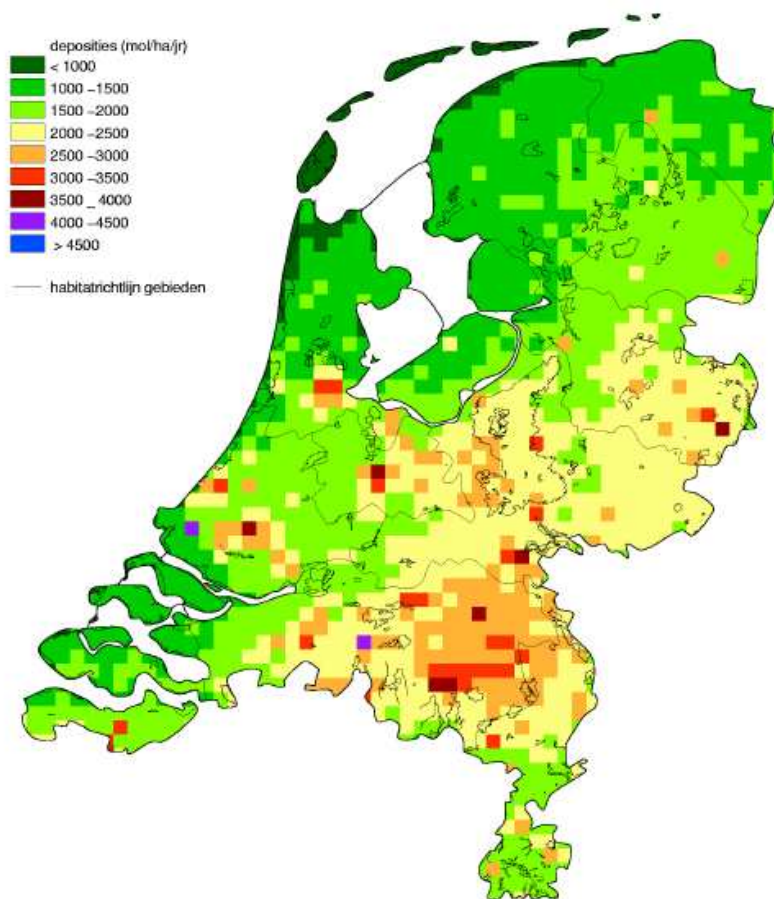 deposities (mol/ha/jr)
< 1000
1000 –1500
1500 –2000
2000 –2500
2500 –3000
3000 –3500
3500 _ 4000
4000 –4500
> 4500
habitatrichtlijn gebieden